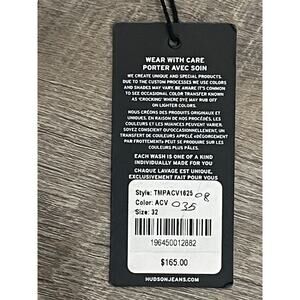 WEAR WITH CARE
PORTER AVEC SOIN
WE CREATE UNIQUE AND SPECIAL PRODUCTS.
DUE TO THE CUSTOM PROCESSES WE USE COLORS
AND SHADES MAY VARY. BE AWARE IT'S COMMON
TO SEE OCCASIONAL COLOR TRANSFER KNOWN
AS 'CROCKING' WHERE DYE MAY RUB OFF
ON LIGHTER COLORS.
NOUS CRÉONS DES PRODUITS ORIGINAUX ET
UNIQUES. EN RAISON DE NOS PROCÉDÉS, LES
COULEURS ET LES NUANCES PEUVENT VARIER.
SOYEZ CONSCIENT QU'OCCASIONNELLEMENT, UN
TRANSFERT DE COULEURS APPELÉ «DÉGORGEMENT
PAR FROTTEMENT» PEUT SE PRODUIRE SUR DES
COULEURS PLUS CLAIRES.
EACH WASH IS ONE OF A KIND
INDIVIDUALLY MADE FOR YOU
CHAQUE LAVAGE EST UNIQUE,
EXCLUSIVEMENT FAIT POUR VOUS
Style: TMPACV1625 08
Color: ACV 035
Size: 32
196450012882
$165.00
HUDSONJEANS.COM